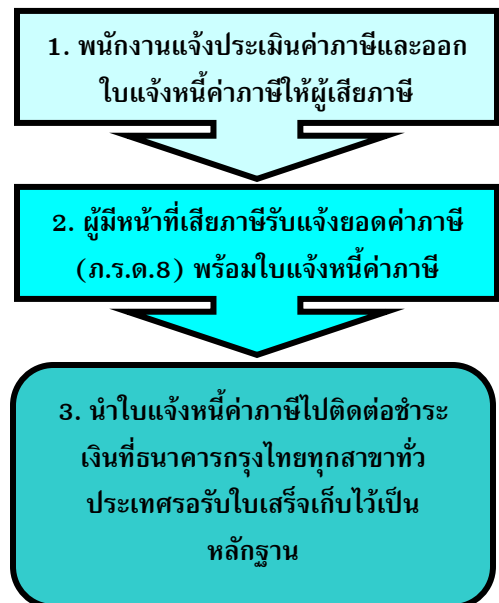 1. พนักงานแจ้งประเมินค่าภาษีและออก
ใบแจ้งหนี้ค่าภาษีให้ผู้เสียภาษี
2. ผู้มีหน้าที่เสียภาษีรับแจ้งยอดค่าภาษี
(ภ.ร.ด.8) พร้อมใบแจ้งหนี้ค่าภาษี
3. นำใบแจ้งหนี้ค่าภาษีไปติดต่อชำระ
เงินที่ธนาคารกรุงไทยทุกสาขาทั่ว
ประเทศรอรับใบเสร็จเก็บไว้เป็น
หลักฐาน